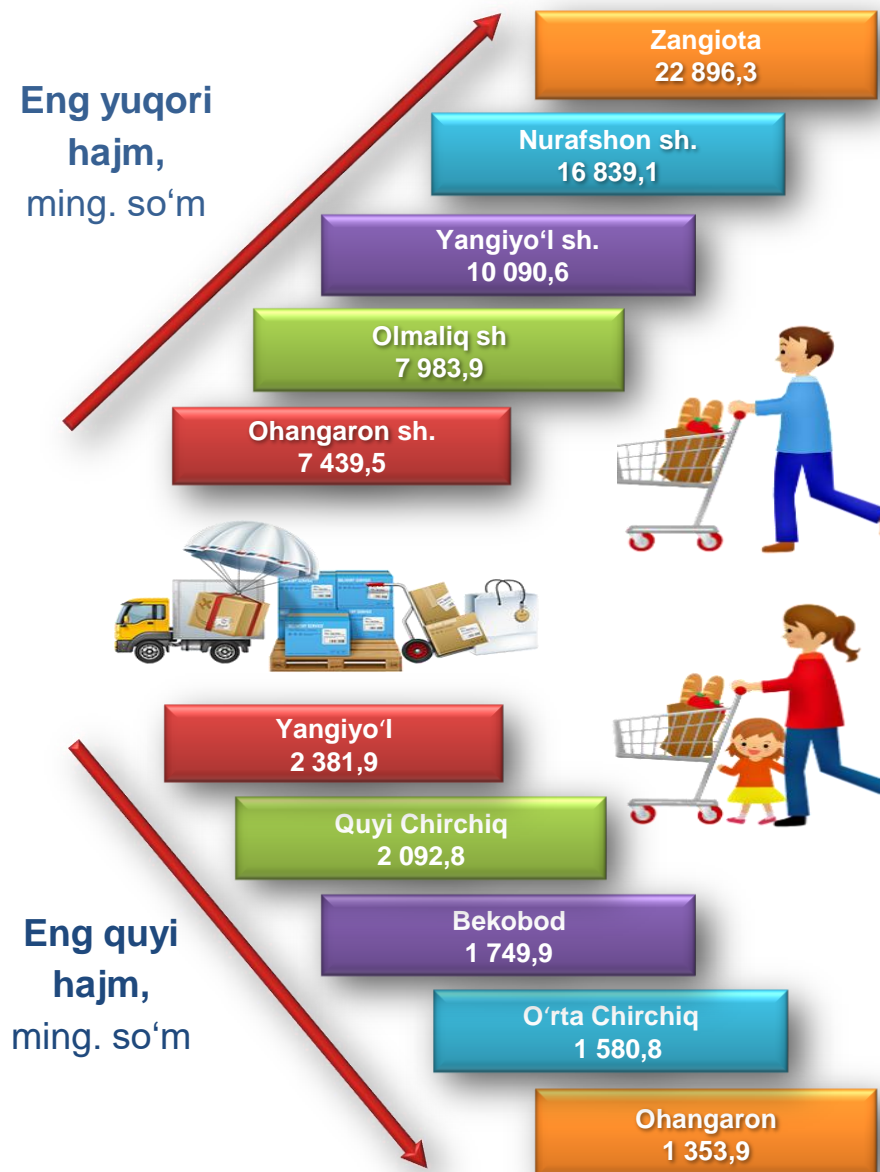 Zangiota
22 896,3
Eng yuqori
hajm,
ming. so‘m
Nurafshon sh.
16 839,1
Yangiyo‘l sh.
10 090,6
Olmaliq sh
7 983,9
Ohangaron sh.
7 439,5
Yangiyo‘l
2 381,9
Quyi Chirchiq
2 092,8
Eng quyi
hajm,
ming. so‘m
Bekobod
1 749,9
O‘rta Chirchiq
1 580,8
Ohangaron
1 353,9